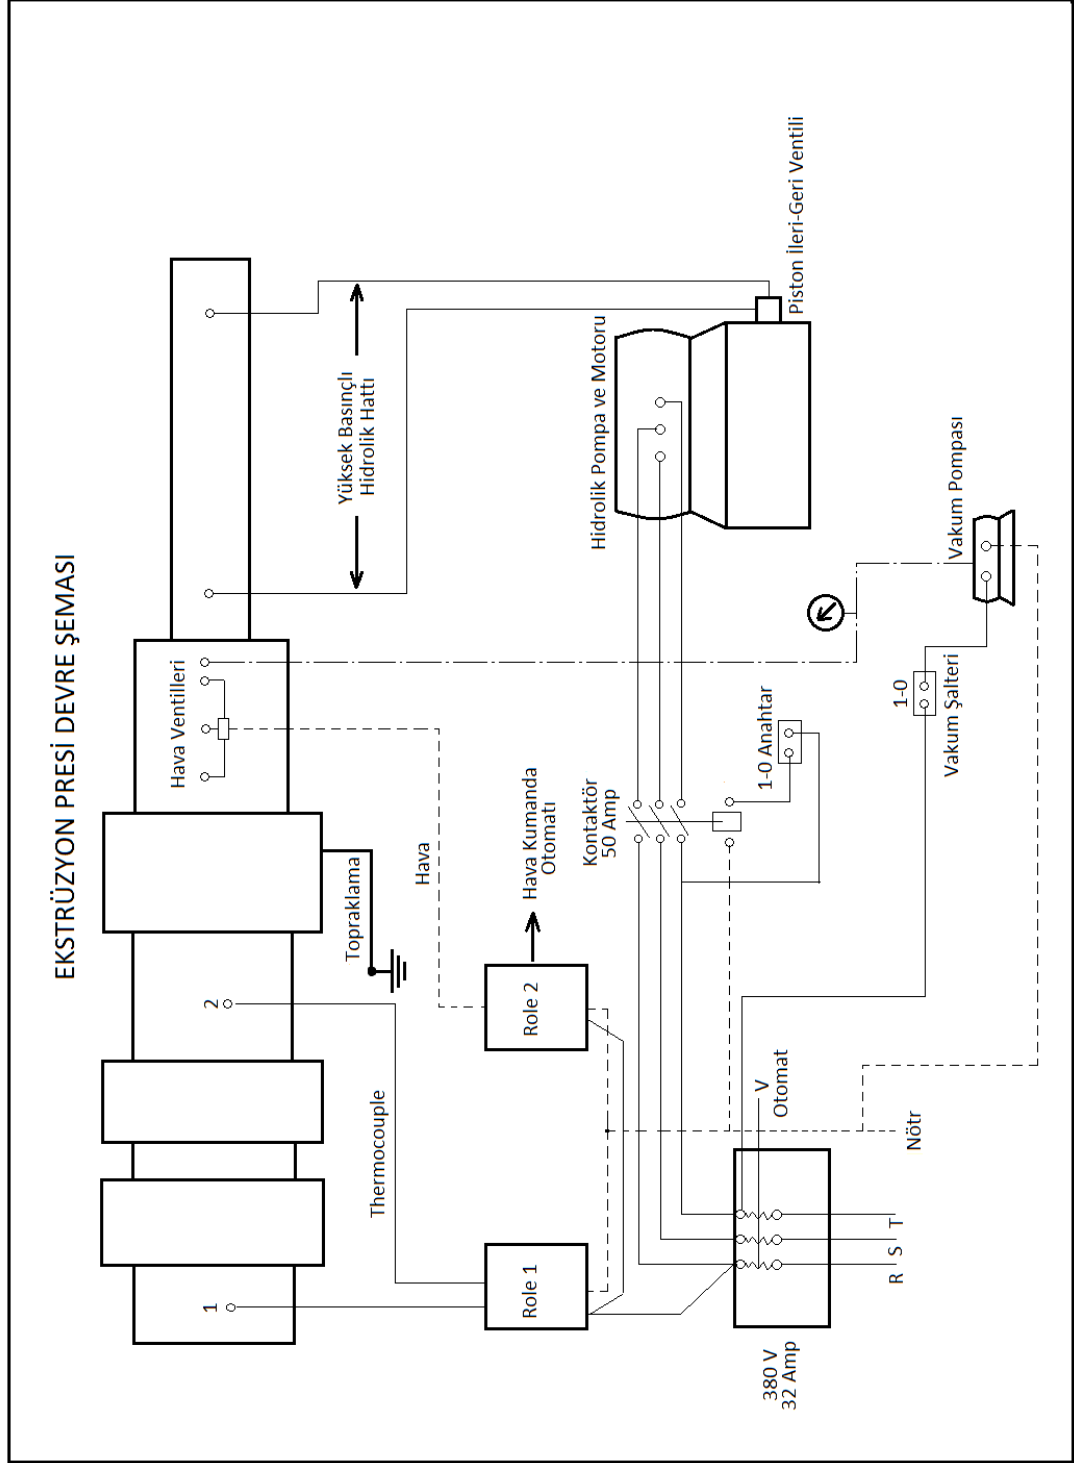 EKSTRÜZYON PRESİ DEVRE ŞEMASI
1
2
Hava Ventilleri
Thermocouple
Topraklama
Hava
Yüksek Basınçlı
Hidrolik Hattı
Role 1
Role 2
Hava Kumanda
Otomatı
Kontaktör
50 Amp
Hidrolik Pompa ve Motoru
1-0 Anahtar
Piston İleri-Geri Ventili
380 V
32 Amp
V
Otomat
R S T
Nötr
1-0
Vakum Şalteri
Vakum Pompası